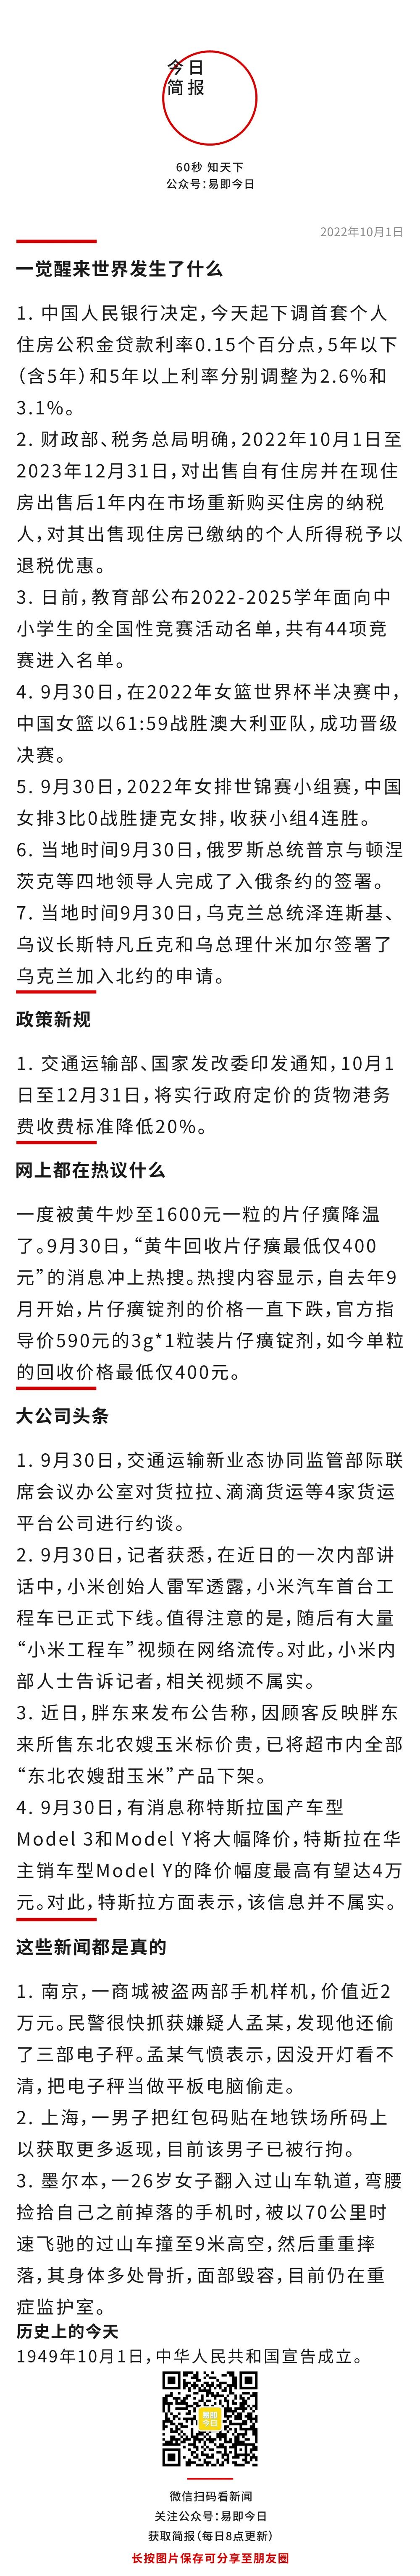 今日
简报
60秒 知天下
公众号:易即今日
2022年10月1日
一觉醒来世界发生了什么
1. 中国人民银行决定,今天起下调首套个人
住房公积金贷款利率0.15个百分点,5年以下
(含5年)和5年以上利率分别调整为2.6%和
3.1%。
2. 财政部、税务总局明确,2022年10月1日至
2023年12月31日,对出售自有住房并在现住
房出售后1年内在市场重新购买住房的纳税
人,对其出售现住房已缴纳的个人所得税予以
退税优惠。
3. 日前,教育部公布2022-2025学年面向中
小学生的全国性竞赛活动名单,共有44项竞
赛进入名单。
4. 9月30日,在2022年女篮世界杯半决赛中,
中国女篮以61:59战胜澳大利亚队,成功晋级
决赛。
5. 9月30日,2022年女排世锦赛小组赛,中国
女排3比0战胜捷克女排,收获小组4连胜。
6. 当地时间9月30日,俄罗斯总统普京与顿涅
茨克等四地领导人完成了入俄条约的签署。
7. 当地时间9月30日,乌克兰总统泽连斯基、
乌议长斯特凡丘克和乌总理什米加尔签署了
乌克兰加入北约的申请。
政策新规
1. 交通运输部、国家发改委印发通知,10月1
日至12月31日,将实行政府定价的货物港务
费收费标准降低20%。
网上都在热议什么
一度被黄牛炒至1600元一粒的片仔癀降温
了。9月30日,“黄牛回收片仔癀最低仅400
元”的消息冲上热搜。热搜内容显示,自去年9
月开始,片仔癀锭剂的价格一直下跌,官方指
导价590元的3g*1粒装片仔癀锭剂,如今单粒
的回收价格最低仅400元。
大公司头条
1. 9月30日,交通运输新业态协同监管部际联
席会议办公室对货拉拉、滴滴货运等4家货运
平台公司进行约谈。
2. 9月30日,记者获悉,在近日的一次内部讲
话中,小米创始人雷军透露,小米汽车首台工
程车已正式下线。值得注意的是,随后有大量
“小米工程车”视频在网络流传。对此,小米内
部人士告诉记者,相关视频不属实。
3. 近日,胖东来发布公告称,因顾客反映胖东
来所售东北农嫂玉米标价贵,已将超市内全部
“东北农嫂甜玉米”产品下架。
4. 9月30日,有消息称特斯拉国产车型
Model 3和Model Y将大幅降价,特斯拉在华
主销车型Model Y的降价幅度最高有望达4万
元。对此,特斯拉方面表示,该信息并不属实。
这些新闻都是真的
1. 南京,一商城被盗两部手机样机,价值近2
万元。民警很快抓获嫌疑人孟某,发现他还偷
了三部电子秤。孟某气愤表示,因没开灯看不
清,把电子秤当做平板电脑偷走。
2. 上海,一男子把红包码贴在地铁场所码上
以获取更多返现,目前该男子已被行拘。
3. 墨尔本,一26岁女子翻入过山车轨道,弯腰
捡拾自己之前掉落的手机时,被以70公里时
速飞驰的过山车撞至9米高空,然后重重摔
落,其身体多处骨折,面部毁容,目前仍在重
症监护室。
历史上的今天
1949年10月1日,中华人民共和国宣告成立。
易即
今日
微信扫码看新闻
关注公众号:易即今日
获取简报(每日8点更新)
长按图片保存可分享至朋友圈